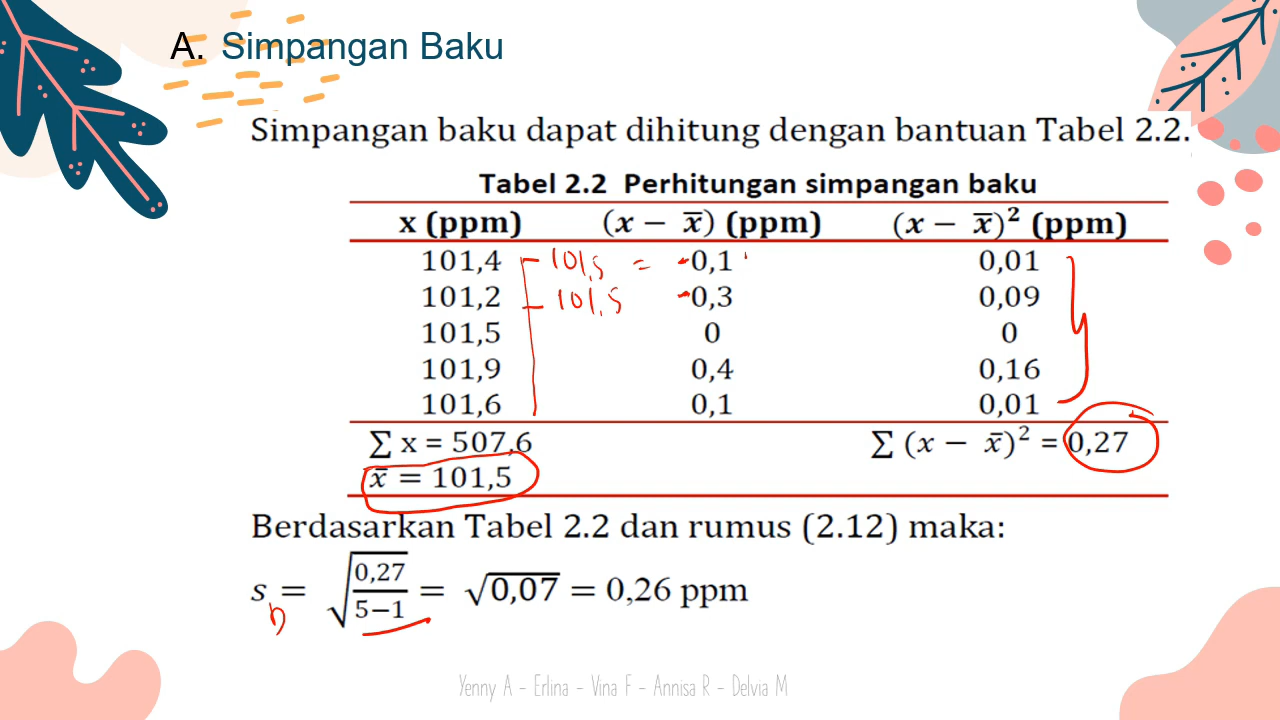 A. Simpangan Baku
Simpangan baku dapat dihitung dengan bantuan Tabel 2.2.
Tabel 2.2 Perhitungan simpangan baku
x (ppm) (x − x̅) (ppm) (x − x̅)² (ppm)
101,4 - 101,5 = -0,1 0,01
101,2 - 101,5 -0,3 0,09
101,5 0 0
101,9 0,4 0,16
101,6 0,1 0,01
∑ x = 507,6 ∑ (x − x̅)² = 0,27
x̅ = 101,5
Berdasarkan Tabel 2.2 dan rumus (2.12) maka:
s = √(0,27/5−1) = √0,07 = 0,26 ppm
b
Yenny A - Erlina - Vina F - Annisa R - Delvia M